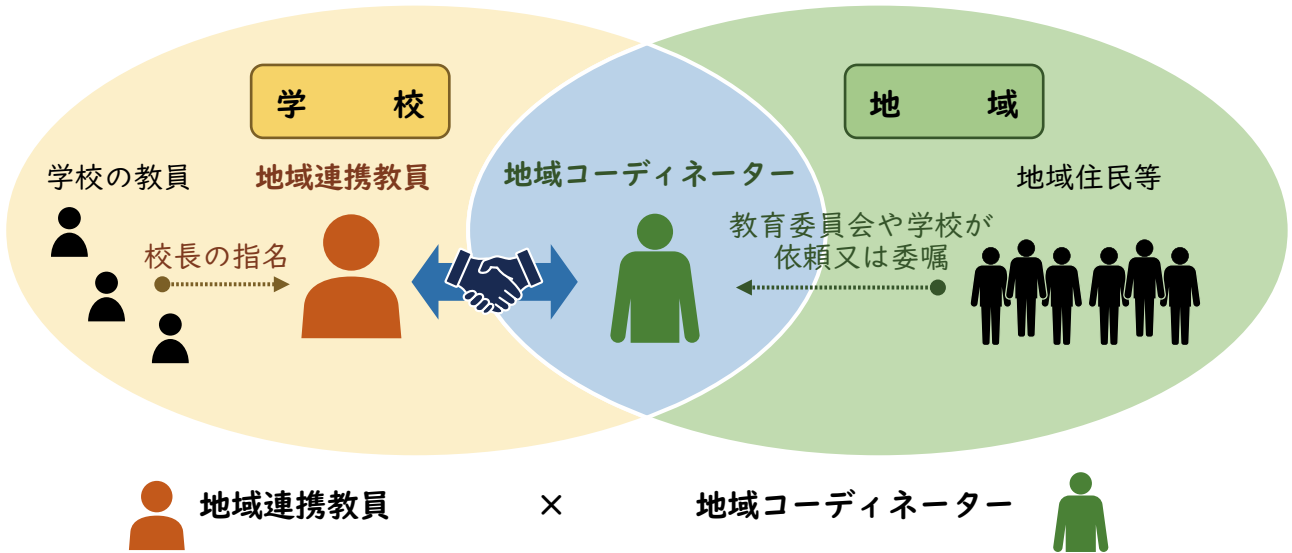 学校
地域
学校の教員
地域連携教員
地域コーディネーター
地域住民等
校長の指名
教育委員会や学校が
依頼又は委嘱
地域連携教員 × 地域コーディネーター